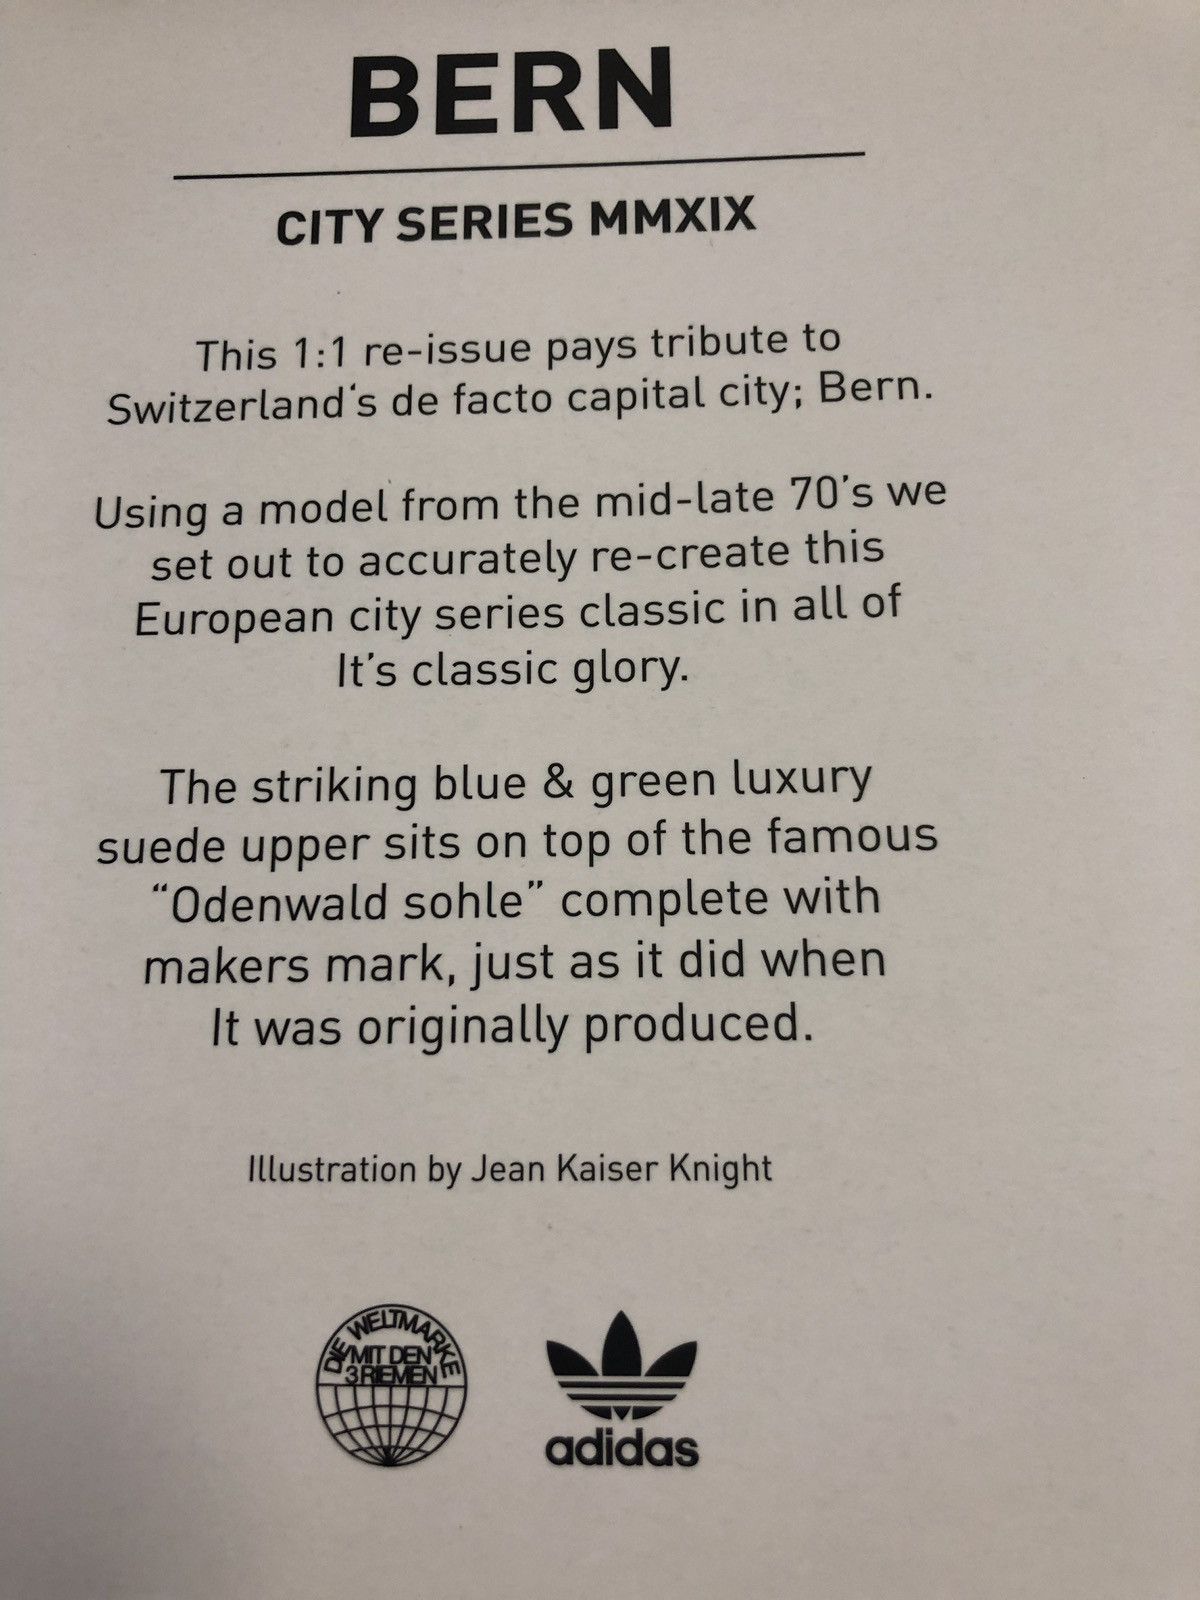 BERN
CITY SERIES MMXIX
This 1:1 re-issue pays tribute to
Switzerland‘s de facto capital city; Bern.
Using a model from the mid-late 70’s we
set out to accurately re-create this
European city series classic in all of
It’s classic glory.
The striking blue & green luxury
suede upper sits on top of the famous
“Odenwald sohle” complete with
makers mark, just as it did when
It was originally produced.
Illustration by Jean Kaiser Knight
DIE WELTMARKE
MIT DEN
3 RIEMEN
adidas